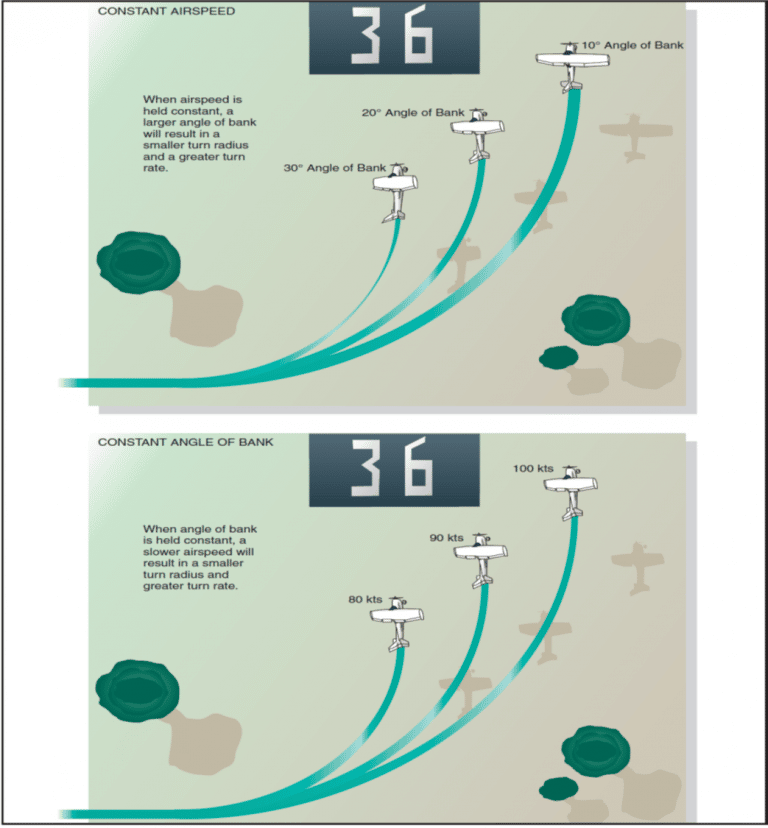 CONSTANT AIRSPEED
36
10° Angle of Bank
When airspeed is
held constant, a
larger angle of bank
will result in a
smaller turn radius
and a greater turn
rate.
20° Angle of Bank
30° Angle of Bank
CONSTANT ANGLE OF BANK
36
100 kts
When angle of bank
is held constant, a
slower airspeed will
result in a smaller
turn radius and
greater turn rate.
90 kts
80 kts